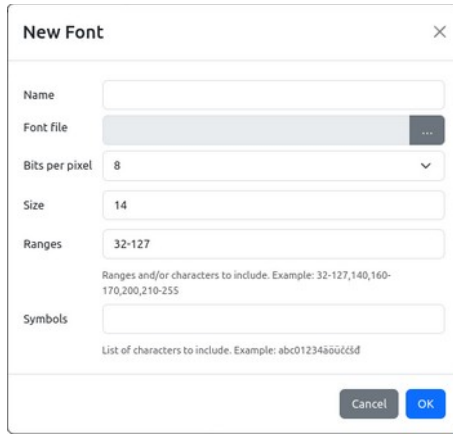 New Font
Name
Font file
...
Bits per pixel
8
Size
14
Ranges
32-127
Ranges and/or characters to include. Example: 32-127,140,160-
170,200,210-255
Symbols
List of characters to include. Example: abc01234äöüčćšđ
Cancel
OK